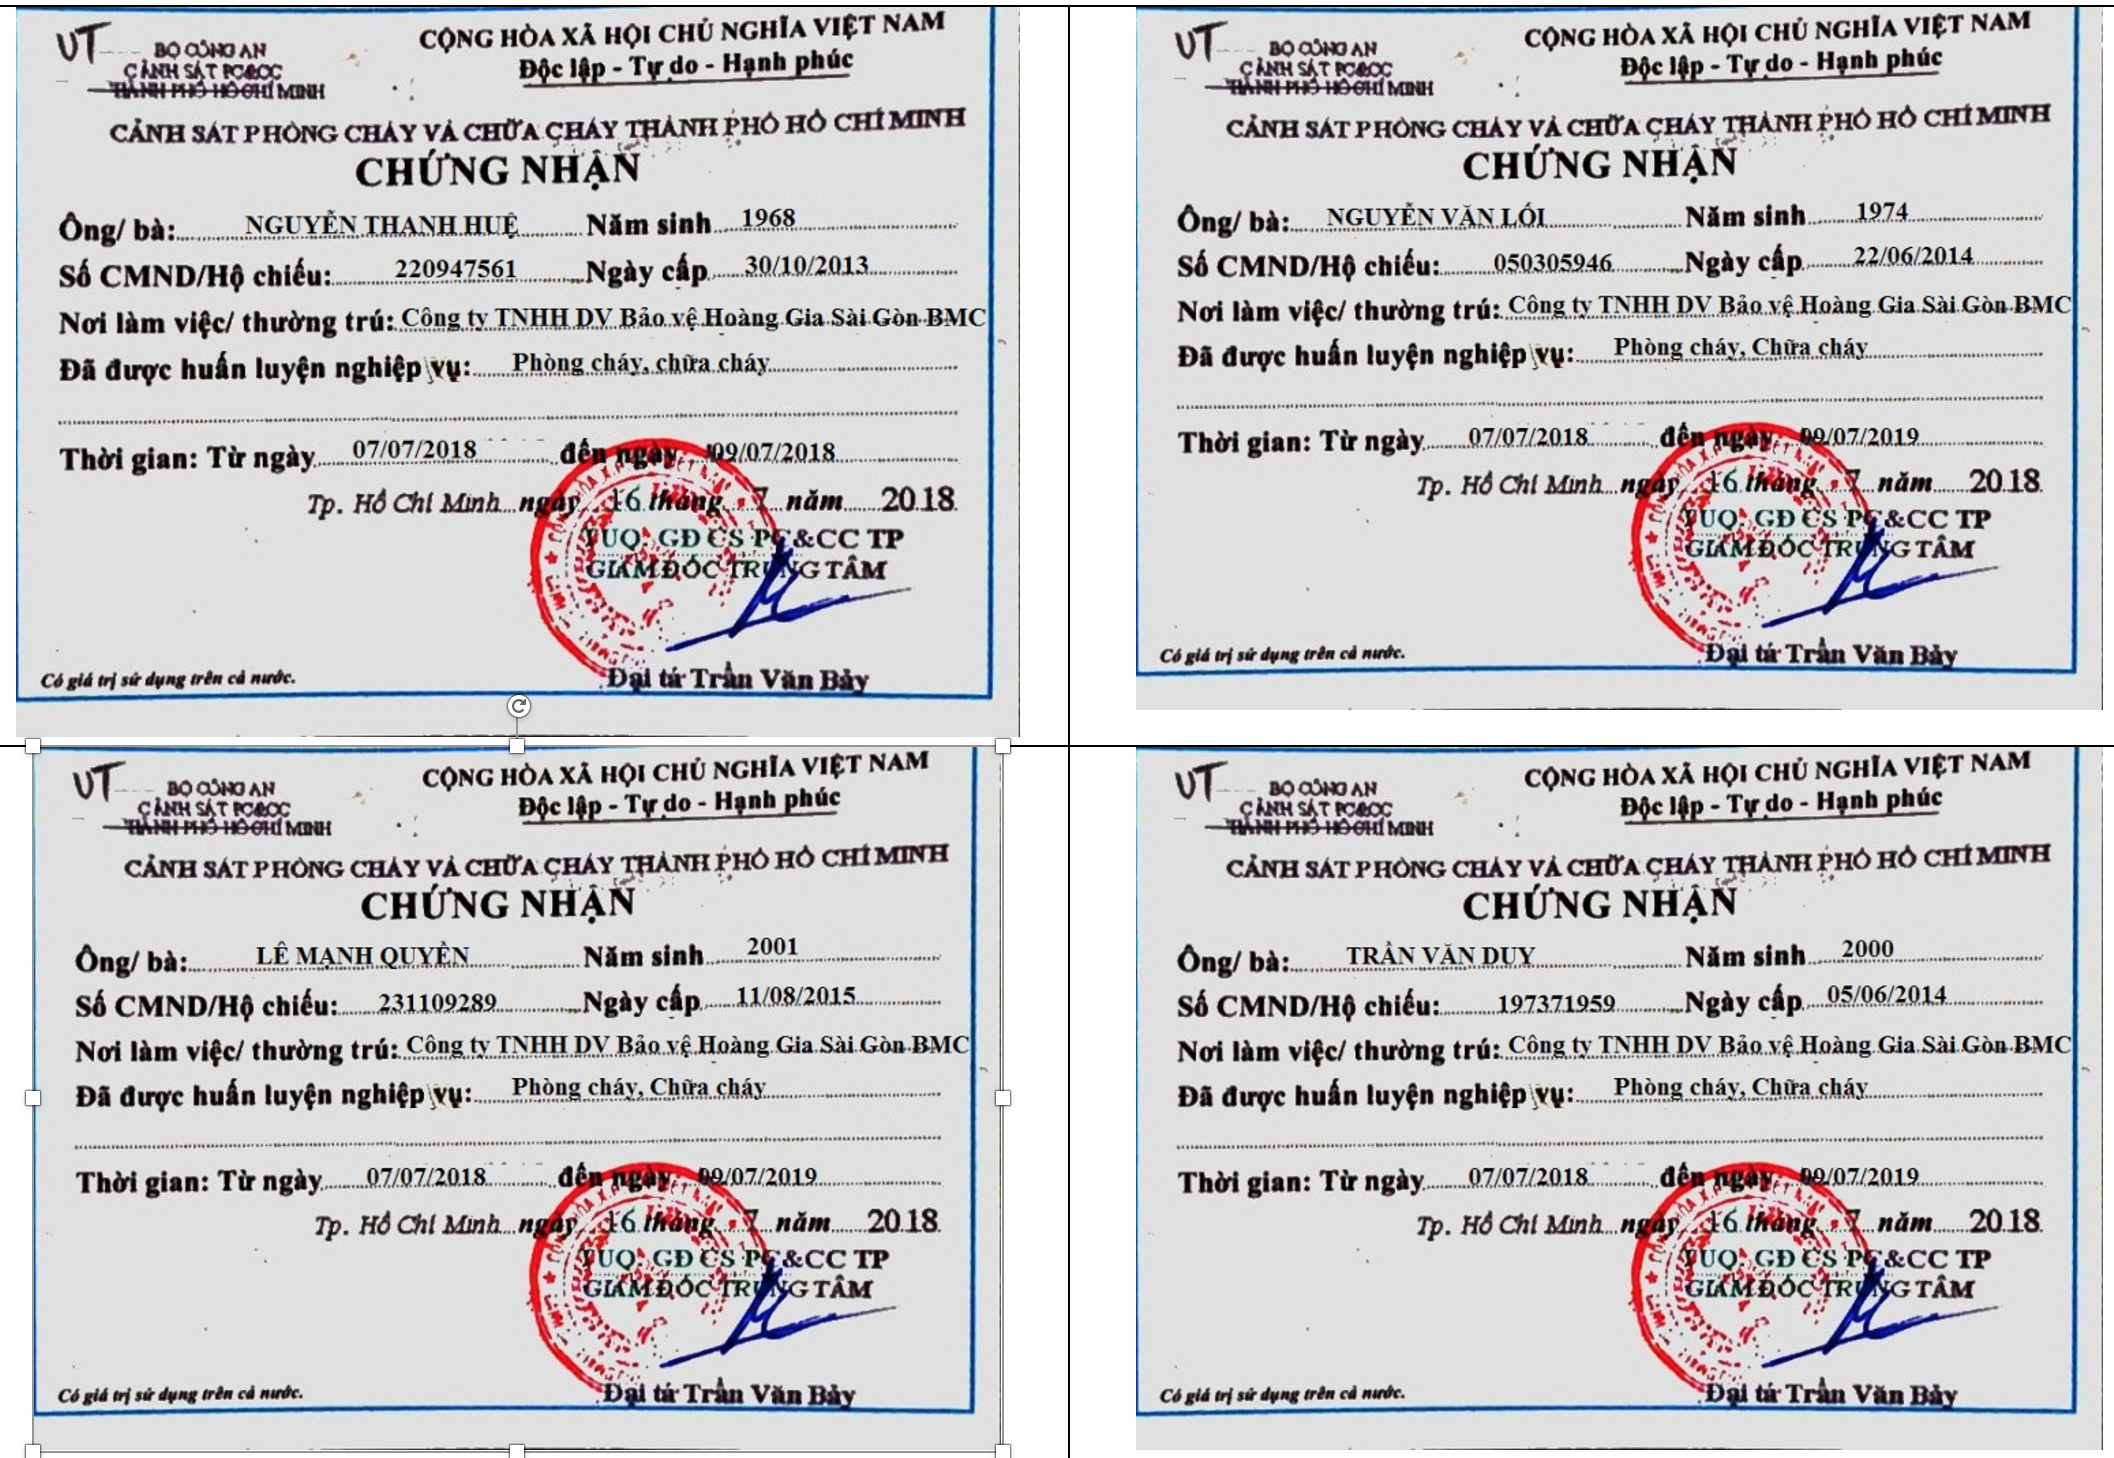 UT
BỘ CÔNG AN
CẢNH SÁT PC&CC
THÀNH PHỐ HỒ CHÍ MINH
CỘNG HÒA XÃ HỘI CHỦ NGHĨA VIỆT NAM
Độc lập - Tự do - Hạnh phúc
CẢNH SÁT PHÒNG CHÁY VÀ CHỮA CHÁY THÀNH PHỐ HỒ CHÍ MINH
CHỨNG NHẬN
Ông/ bà: NGUYỄN THANH HUỆ Năm sinh 1968
Số CMND/Hộ chiếu: 220947561 Ngày cấp 30/10/2013
Nơi làm việc/ thường trú: Công ty TNHH DV Bảo vệ Hoàng Gia Sài Gòn BMC
Đã được huấn luyện nghiệp vụ: Phòng cháy, chữa cháy
Thời gian: Từ ngày 07/07/2018 đến ngày 09/07/2018
Tp. Hồ Chí Minh ngày 16 tháng 7 năm 2018
TUQ. GĐ CS PC&CC TP
GIÁM ĐỐC TRUNG TÂM
Có giá trị sử dụng trên cả nước.
Đại tá Trần Văn Bảy
UT
BỘ CÔNG AN
CẢNH SÁT PC&CC
THÀNH PHỐ HỒ CHÍ MINH
CỘNG HÒA XÃ HỘI CHỦ NGHĨA VIỆT NAM
Độc lập - Tự do - Hạnh phúc
CẢNH SÁT PHÒNG CHÁY VÀ CHỮA CHÁY THÀNH PHỐ HỒ CHÍ MINH
CHỨNG NHẬN
Ông/ bà: NGUYỄN VĂN LÓI Năm sinh 1974
Số CMND/Hộ chiếu: 050305946 Ngày cấp 22/06/2014
Nơi làm việc/ thường trú: Công ty TNHH DV Bảo vệ Hoàng Gia Sài Gòn BMC
Đã được huấn luyện nghiệp vụ: Phòng cháy, Chữa cháy
Thời gian: Từ ngày 07/07/2018 đến ngày 09/07/2019
Tp. Hồ Chí Minh ngày 16 tháng 7 năm 2018
TUQ. GĐ CS PC&CC TP
GIÁM ĐỐC TRUNG TÂM
Có giá trị sử dụng trên cả nước.
Đại tá Trần Văn Bảy
UT
BỘ CÔNG AN
CẢNH SÁT PC&CC
THÀNH PHỐ HỒ CHÍ MINH
CỘNG HÒA XÃ HỘI CHỦ NGHĨA VIỆT NAM
Độc lập - Tự do - Hạnh phúc
CẢNH SÁT PHÒNG CHÁY VÀ CHỮA CHÁY THÀNH PHỐ HỒ CHÍ MINH
CHỨNG NHẬN
Ông/ bà: LÊ MẠNH QUYỀN Năm sinh 2001
Số CMND/Hộ chiếu: 231109289 Ngày cấp 11/08/2015
Nơi làm việc/ thường trú: Công ty TNHH DV Bảo vệ Hoàng Gia Sài Gòn BMC
Đã được huấn luyện nghiệp vụ: Phòng cháy, Chữa cháy
Thời gian: Từ ngày 07/07/2018 đến ngày 09/07/2019
Tp. Hồ Chí Minh ngày 16 tháng 7 năm 2018
TUQ. GĐ CS PC&CC TP
GIÁM ĐỐC TRUNG TÂM
Có giá trị sử dụng trên cả nước.
Đại tá Trần Văn Bảy
UT
BỘ CÔNG AN
CẢNH SÁT PC&CC
THÀNH PHỐ HỒ CHÍ MINH
CỘNG HÒA XÃ HỘI CHỦ NGHĨA VIỆT NAM
Độc lập - Tự do - Hạnh phúc
CẢNH SÁT PHÒNG CHÁY VÀ CHỮA CHÁY THÀNH PHỐ HỒ CHÍ MINH
CHỨNG NHẬN
Ông/ bà: TRẦN VĂN DUY Năm sinh 2000
Số CMND/Hộ chiếu: 197371959 Ngày cấp 05/06/2014
Nơi làm việc/ thường trú: Công ty TNHH DV Bảo vệ Hoàng Gia Sài Gòn BMC
Đã được huấn luyện nghiệp vụ: Phòng cháy, Chữa cháy
Thời gian: Từ ngày 07/07/2018 đến ngày 09/07/2019
Tp. Hồ Chí Minh ngày 16 tháng 7 năm 2018
TUQ. GĐ CS PC&CC TP
GIÁM ĐỐC TRUNG TÂM
Có giá trị sử dụng trên cả nước.
Đại tá Trần Văn Bảy